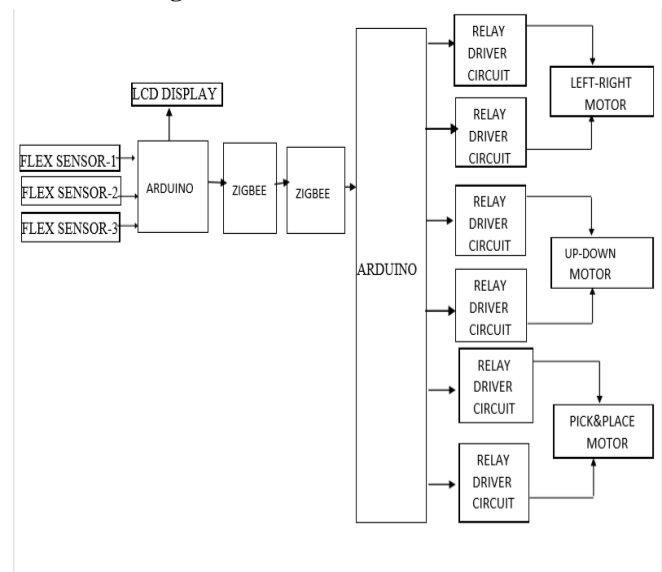 RELAY
DRIVER
CIRCUIT
LEFT-RIGHT
MOTOR
LCD DISPLAY
RELAY
DRIVER
CIRCUIT
FLEX SENSOR-1
FLEX SENSOR-2
FLEX SENSOR-3
ARDUINO
ZIGBEE
ZIGBEE
ARDUINO
RELAY
DRIVER
CIRCUIT
UP-DOWN
MOTOR
RELAY
DRIVER
CIRCUIT
RELAY
DRIVER
CIRCUIT
PICK&PLACE
MOTOR
RELAY
DRIVER
CIRCUIT